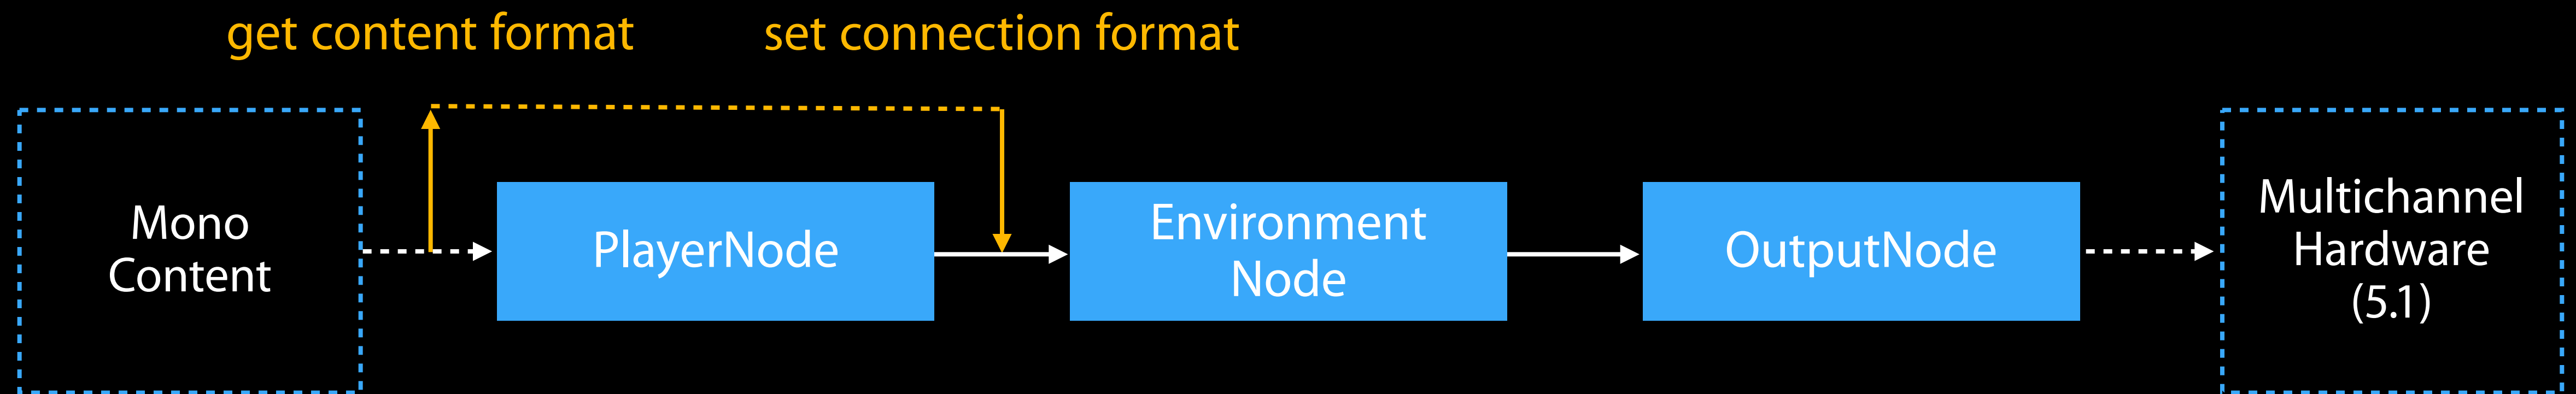 get content format
set connection format
Mono
Content
PlayerNode
Environment
Node
OutputNode
Multichannel
Hardware
(5.1)